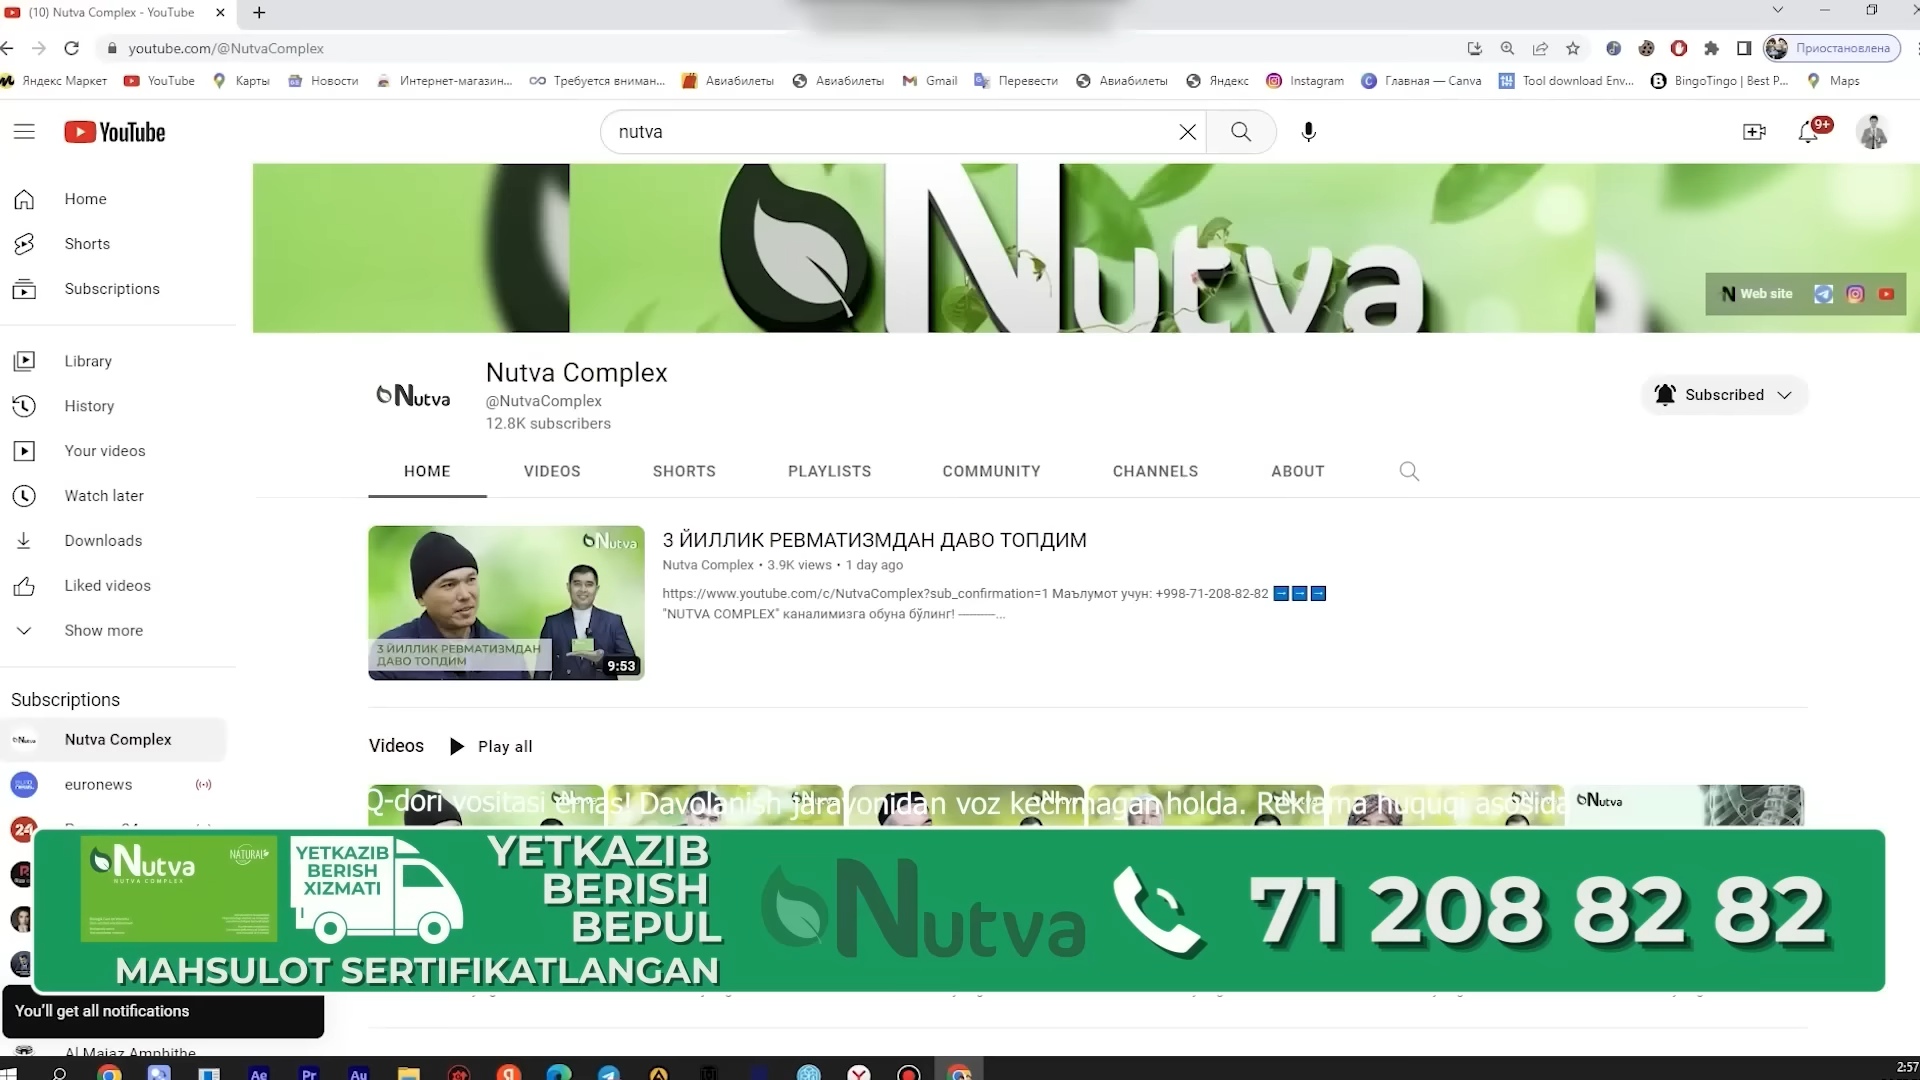 (10) Nutva Complex - YouTube
youtube.com/@NutvaComplex
Приостановлена
Яндекс Маркет YouTube Карты Новости Интернет-магазин... Требуется вниман... Авиабилеты Авиабилеты Gmail Перевести Авиабилеты Яндекс Instagram Главная — Canva Tool download Env... BingoTingo | Best P... Maps
YouTube
nutva
9+
Home
Shorts
Subscriptions
Library
History
Your videos
Watch later
Downloads
Liked videos
Show more
Subscriptions
Nutva Complex
euronews
24
Nutva
N Web site
Nutva
Nutva Complex
@NutvaComplex
12.8K subscribers
Subscribed
HOME VIDEOS SHORTS PLAYLISTS COMMUNITY CHANNELS ABOUT
Nutva
3 ЙИЛЛИК РЕВМАТИЗМДАН
ДАВО ТОПДИМ
9:53
3 ЙИЛЛИК РЕВМАТИЗМДАН ДАВО ТОПДИМ
Nutva Complex • 3.9K views • 1 day ago
https://www.youtube.com/c/NutvaComplex?sub_confirmation=1 Маълумот учун: +998-71-208-82-82
"NUTVA COMPLEX" каналимизга обуна бўлинг! ----------...
Videos Play all
Q-dori vositasi emas! Davolanish jarayonidan voz kechmagan holda. Reklama huquqi asosida
Nutva
Nutva
NUTVA COMPLEX
NATURAL
YETKAZIB
BERISH
XIZMATI
YETKAZIB
BERISH
BEPUL
MAHSULOT SERTIFIKATLANGAN
Nutva
71 208 82 82
You'll get all notifications
Al Majaz Amphithe
Ae Pr Au
2:57